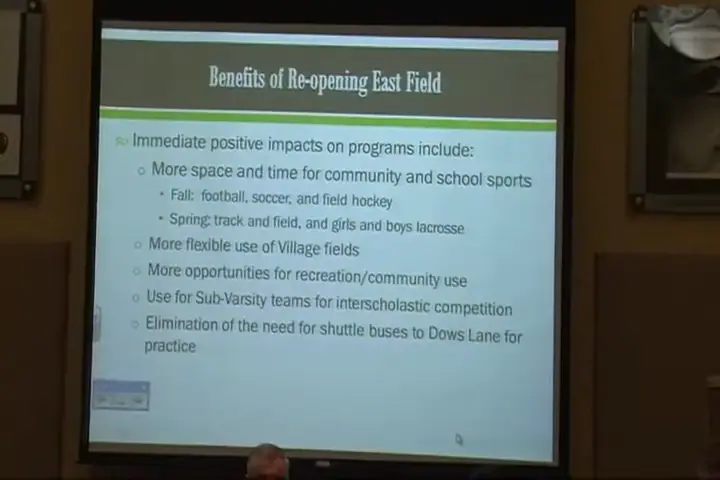 Benefits of Re-opening East Field
Immediate positive impacts on programs include:
More space and time for community and school sports
Fall: football, soccer, and field hockey
Spring: track and field, and girls and boys lacrosse
More flexible use of Village fields
More opportunities for recreation/community use
Use for Sub-Varsity teams for interscholastic competition
Elimination of the need for shuttle buses to Dows Lane for
practice